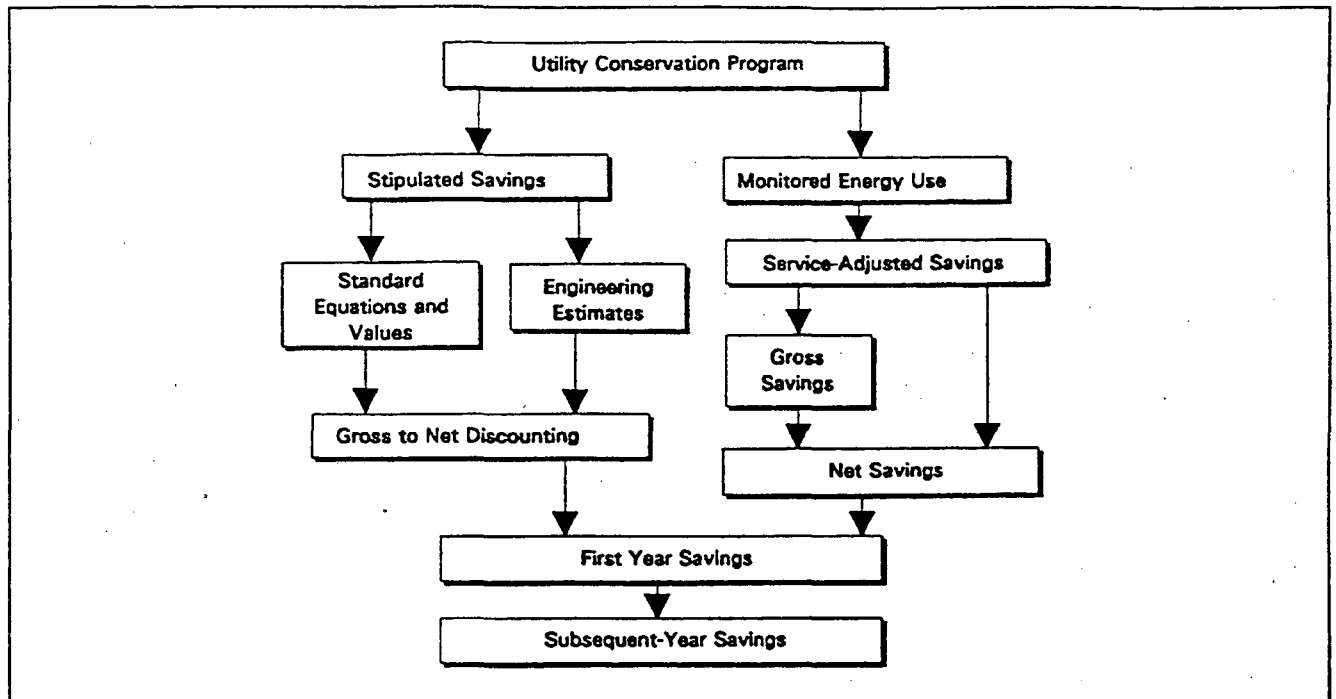 Utility Conservation Program
Stipulated Savings
Monitored Energy Use
Service-Adjusted Savings
Standard
Equations and
Values
Engineering
Estimates
Gross
Savings
Gross to Net Discounting
Net Savings
First Year Savings
Subsequent-Year Savings